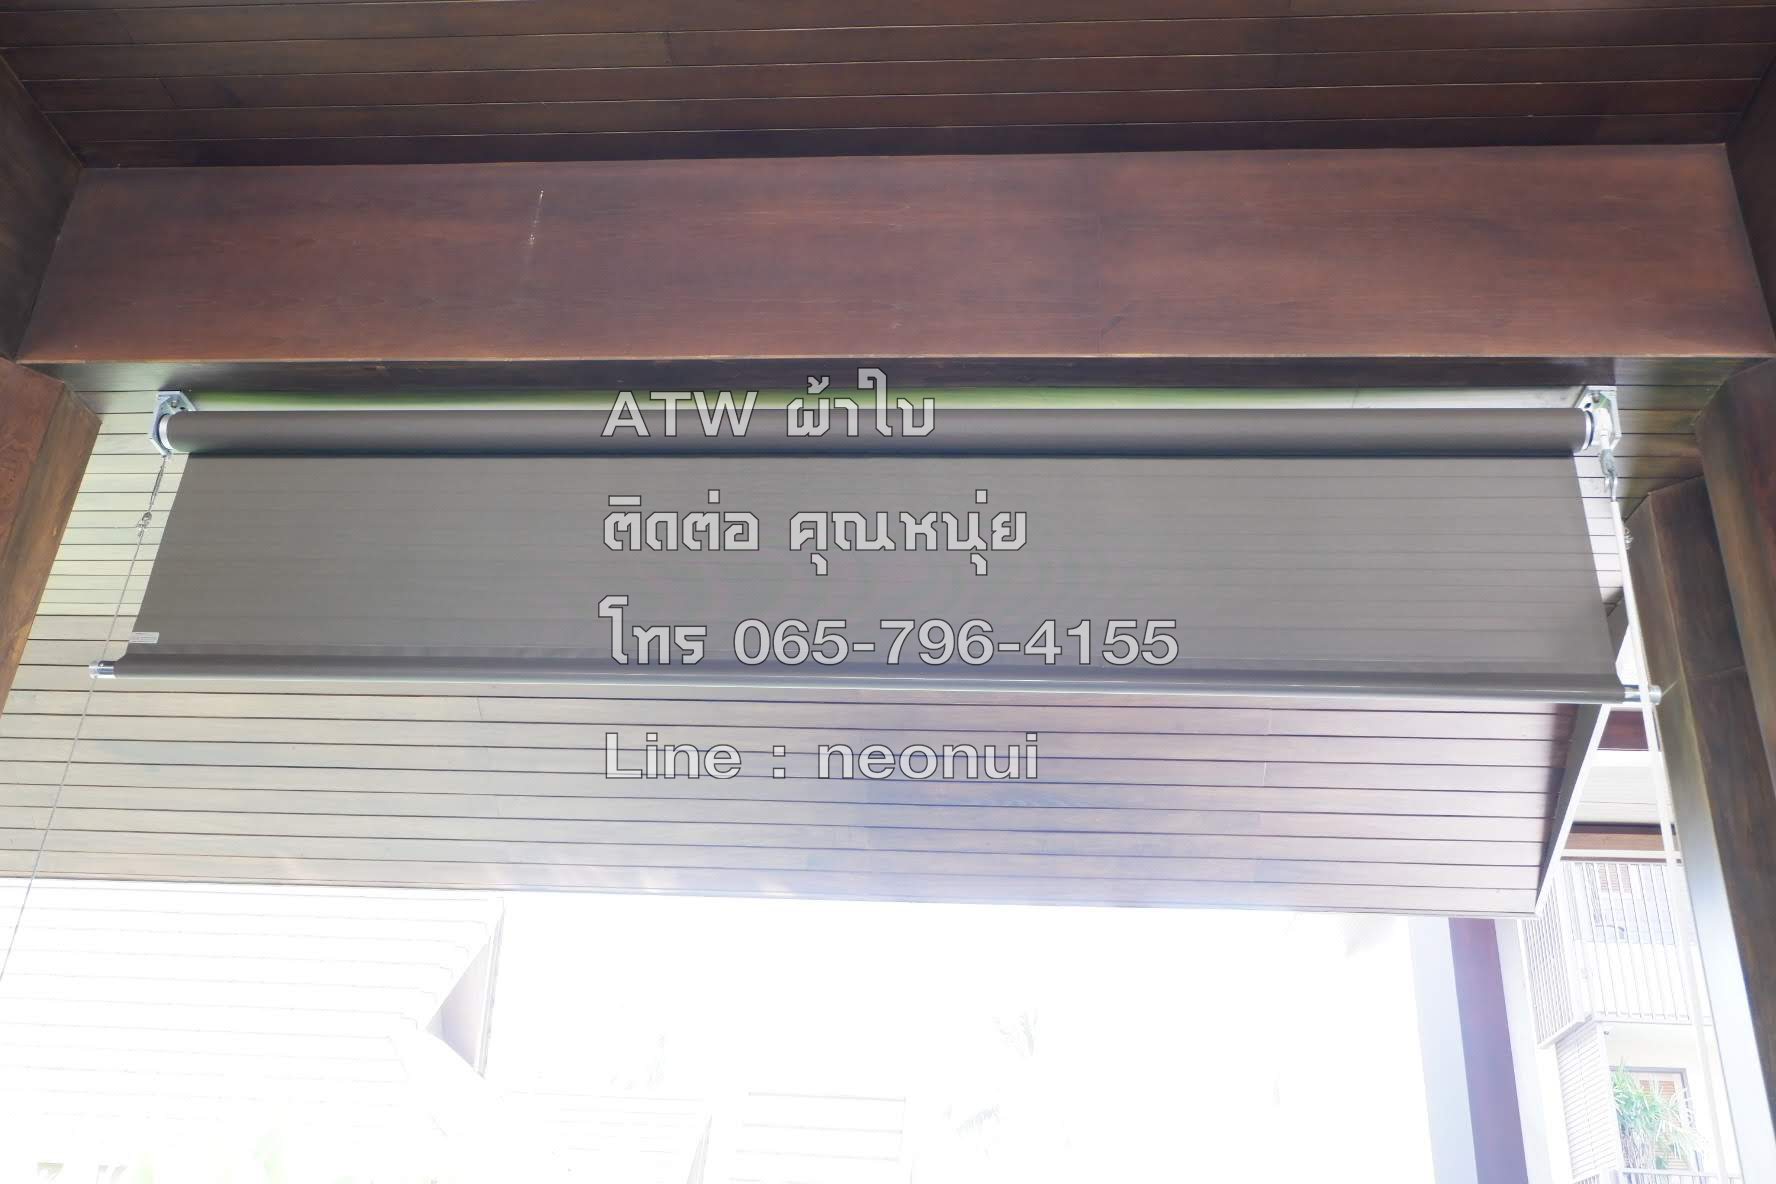 ATW ผ้าใบ
ติดต่อ คุณหนุ่ย
โทร 065-796-4155
Line : neonui